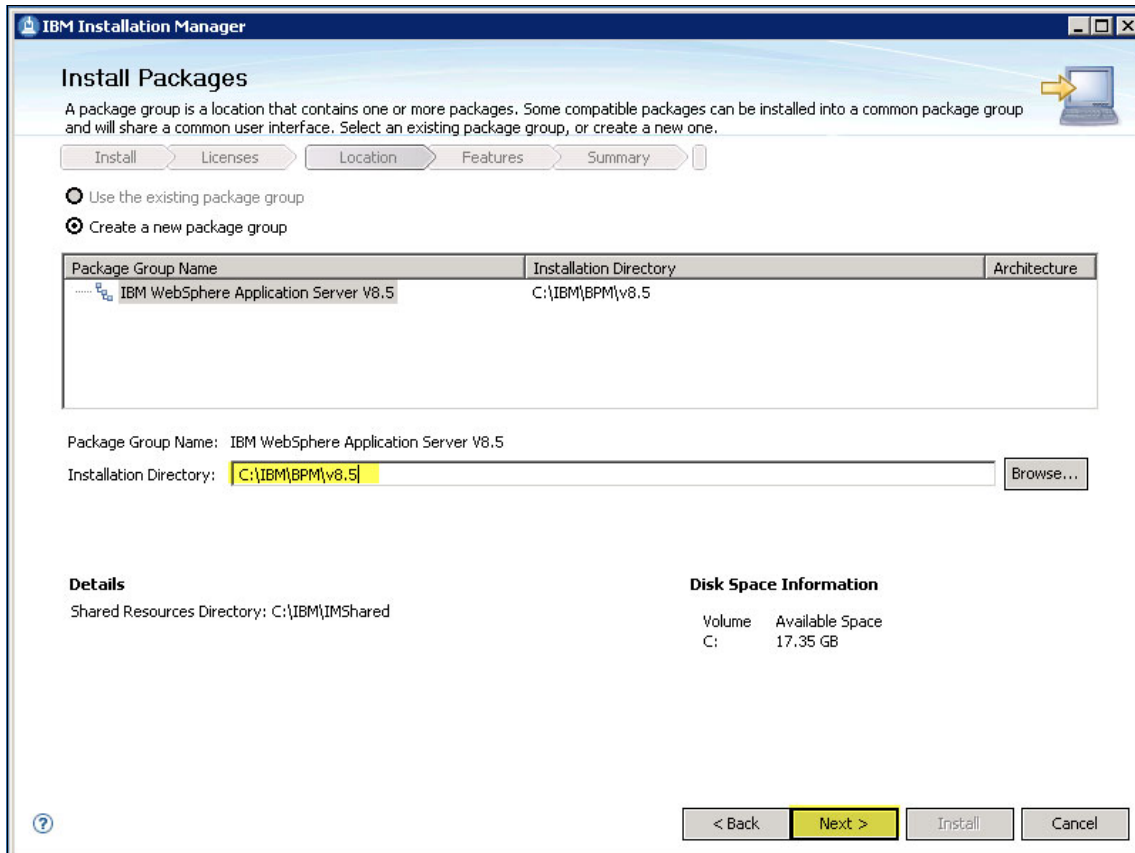 IBM Installation Manager
Install Packages
A package group is a location that contains one or more packages. Some compatible packages can be installed into a common package group
and will share a common user interface. Select an existing package group, or create a new one.
Install Licenses Location Features Summary
Use the existing package group
Create a new package group
Package Group Name Installation Directory Architecture
IBM WebSphere Application Server V8.5 C:\IBM\BPM\v8.5
Package Group Name: IBM WebSphere Application Server V8.5
Installation Directory: C:\IBM\BPM\v8.5 Browse...
Details Disk Space Information
Shared Resources Directory: C:\IBM\IMShared
Volume Available Space
C: 17.35 GB
? < Back Next > Install Cancel